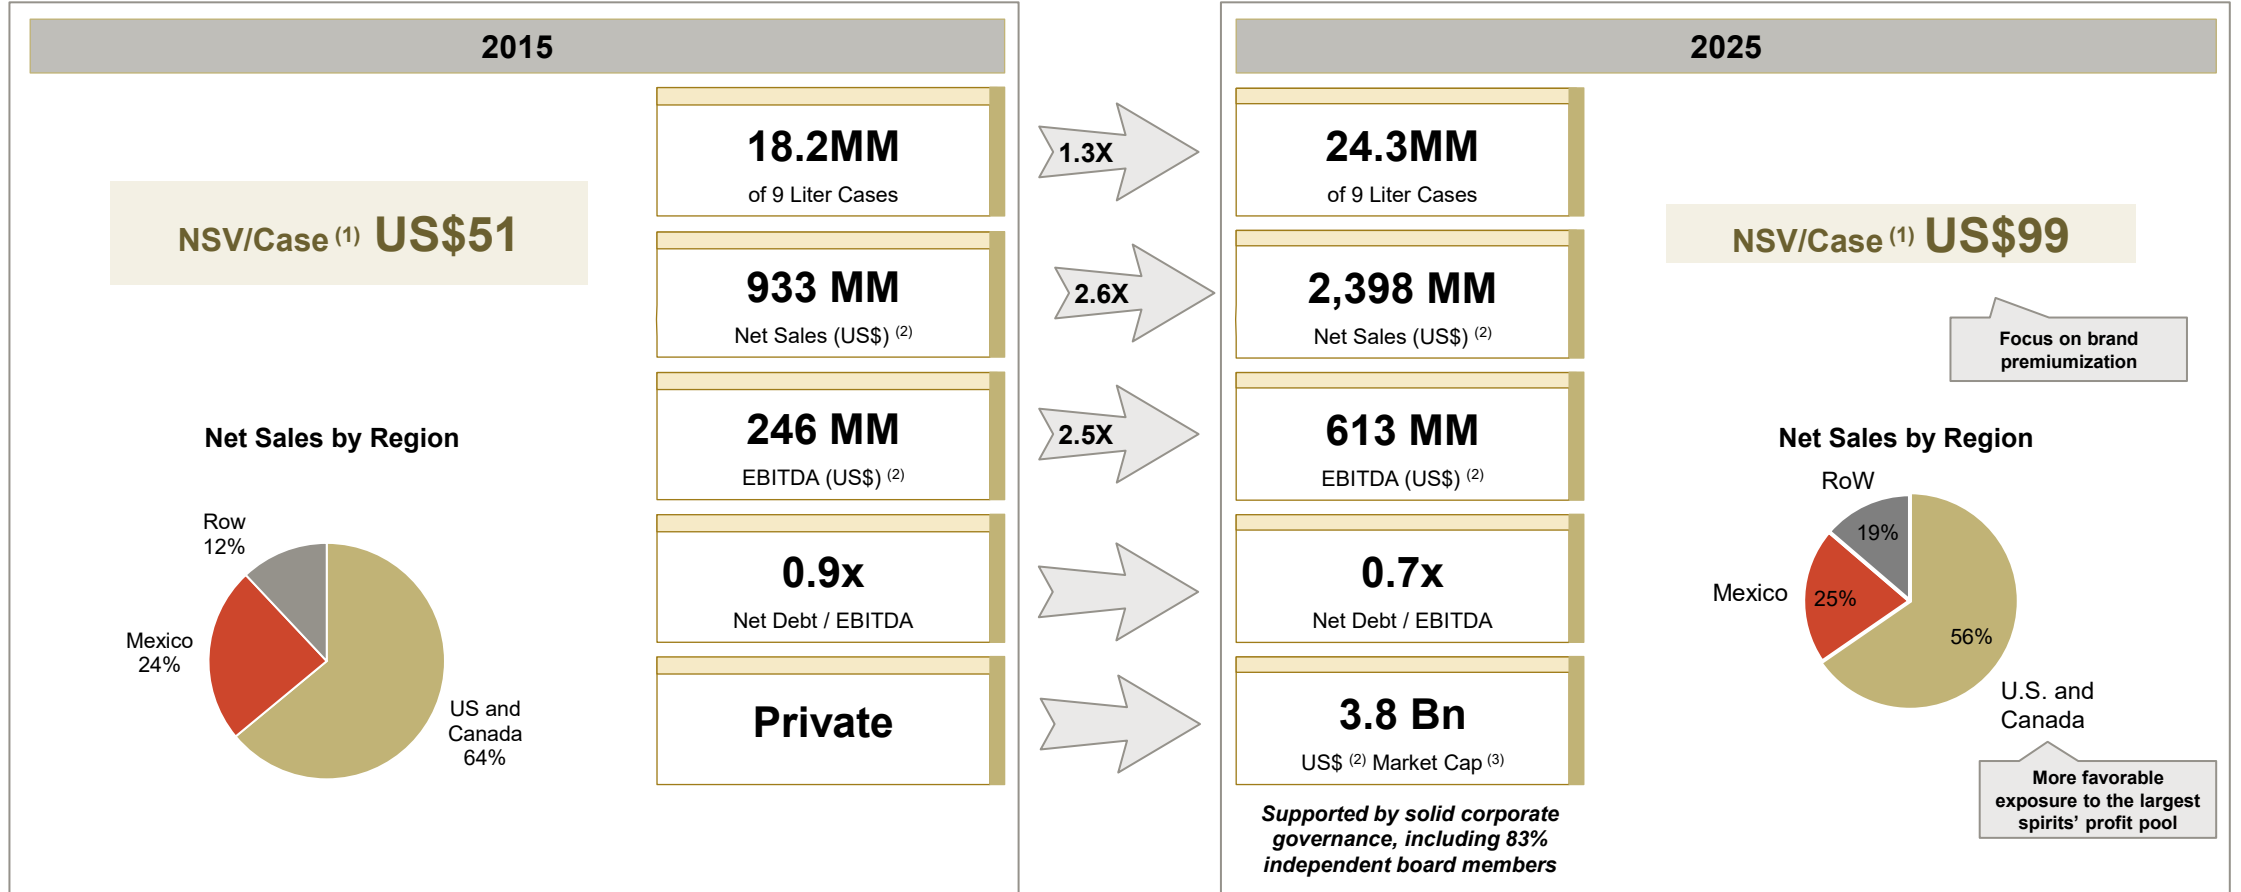 2015
NSV/Case (1) US$51
18.2MM
of 9 Liter Cases
933 MM
Net Sales (US$) (2)
246 MM
EBITDA (US$) (2)
0.9x
Net Debt / EBITDA
Private
Net Sales by Region
Row
12%
Mexico
24%
US and
Canada
64%
1.3X
2.6X
2.5X
2025
24.3MM
of 9 Liter Cases
2,398 MM
Net Sales (US$) (2)
613 MM
EBITDA (US$) (2)
0.7x
Net Debt / EBITDA
3.8 Bn
US$ (2) Market Cap (3)
Supported by solid corporate
governance, including 83%
independent board members
NSV/Case (1) US$99
Focus on brand
premiumization
Net Sales by Region
RoW
19%
Mexico
25%
56%
U.S. and
Canada
More favorable
exposure to the largest
spirits' profit pool